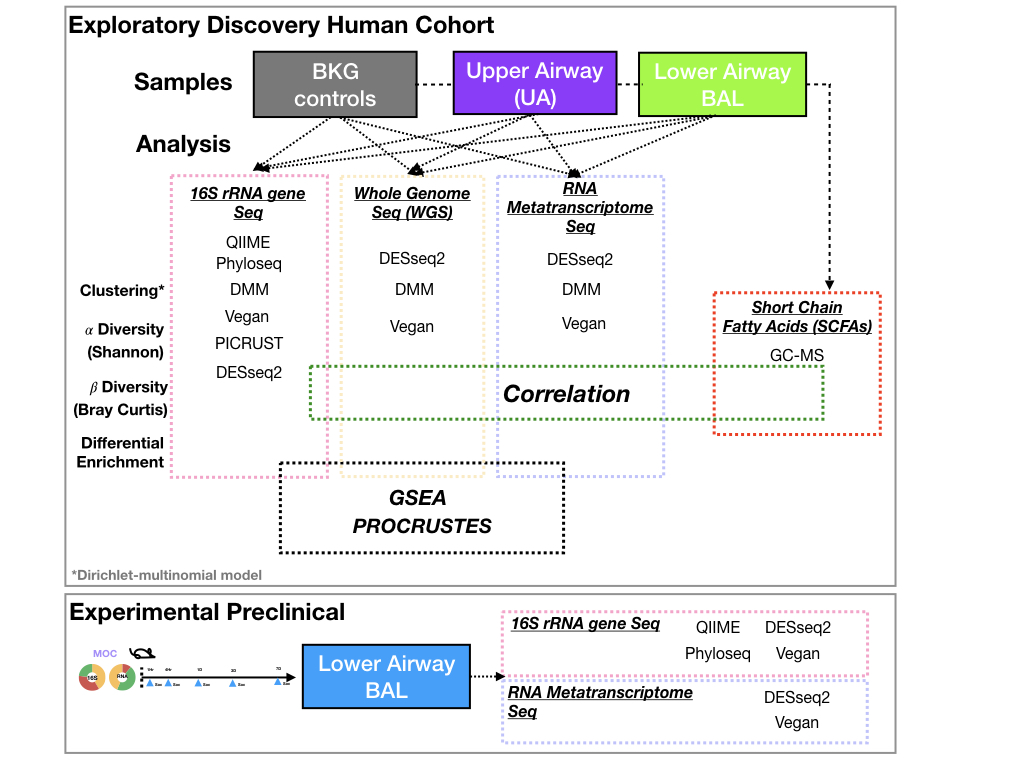 Exploratory Discovery Human Cohort
Samples
BKG
controls
Upper Airway
(UA)
Lower Airway
BAL
Analysis
16S rRNA gene
Seq
QIIME
Phyloseq
DMM
Vegan
PICRUST
DESseq2
Whole Genome
Seq (WGS)
DESseq2
DMM
Vegan
RNA
Metatranscriptome
Seq
DESseq2
DMM
Vegan
Short Chain
Fatty Acids (SCFAs)
GC-MS
Clustering*
α Diversity
(Shannon)
β Diversity
(Bray Curtis)
Differential
Enrichment
Correlation
GSEA
PROCRUSTES
*Dirichlet-multinomial model
Experimental Preclinical
MOC
16S
RNA
1Hr 4Hr 1D 3D 7D
Sac Sac Sac Sac Sac
Lower Airway
BAL
16S rRNA gene Seq
QIIME DESseq2
Phyloseq Vegan
RNA Metatranscriptome
Seq
DESseq2
Vegan